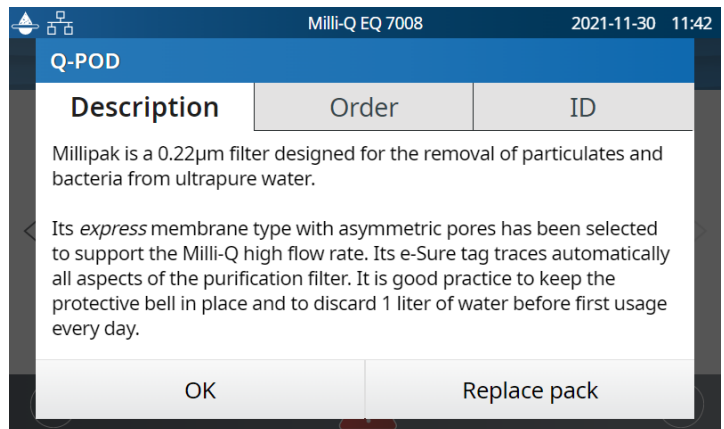 Milli-Q EQ 7008 2021-11-30 11:42
Q-POD
Description Order ID
Millipak is a 0.22µm filter designed for the removal of particulates and
bacteria from ultrapure water.
Its express membrane type with asymmetric pores has been selected
to support the Milli-Q high flow rate. Its e-Sure tag traces automatically
all aspects of the purification filter. It is good practice to keep the
protective bell in place and to discard 1 liter of water before first usage
every day.
OK Replace pack